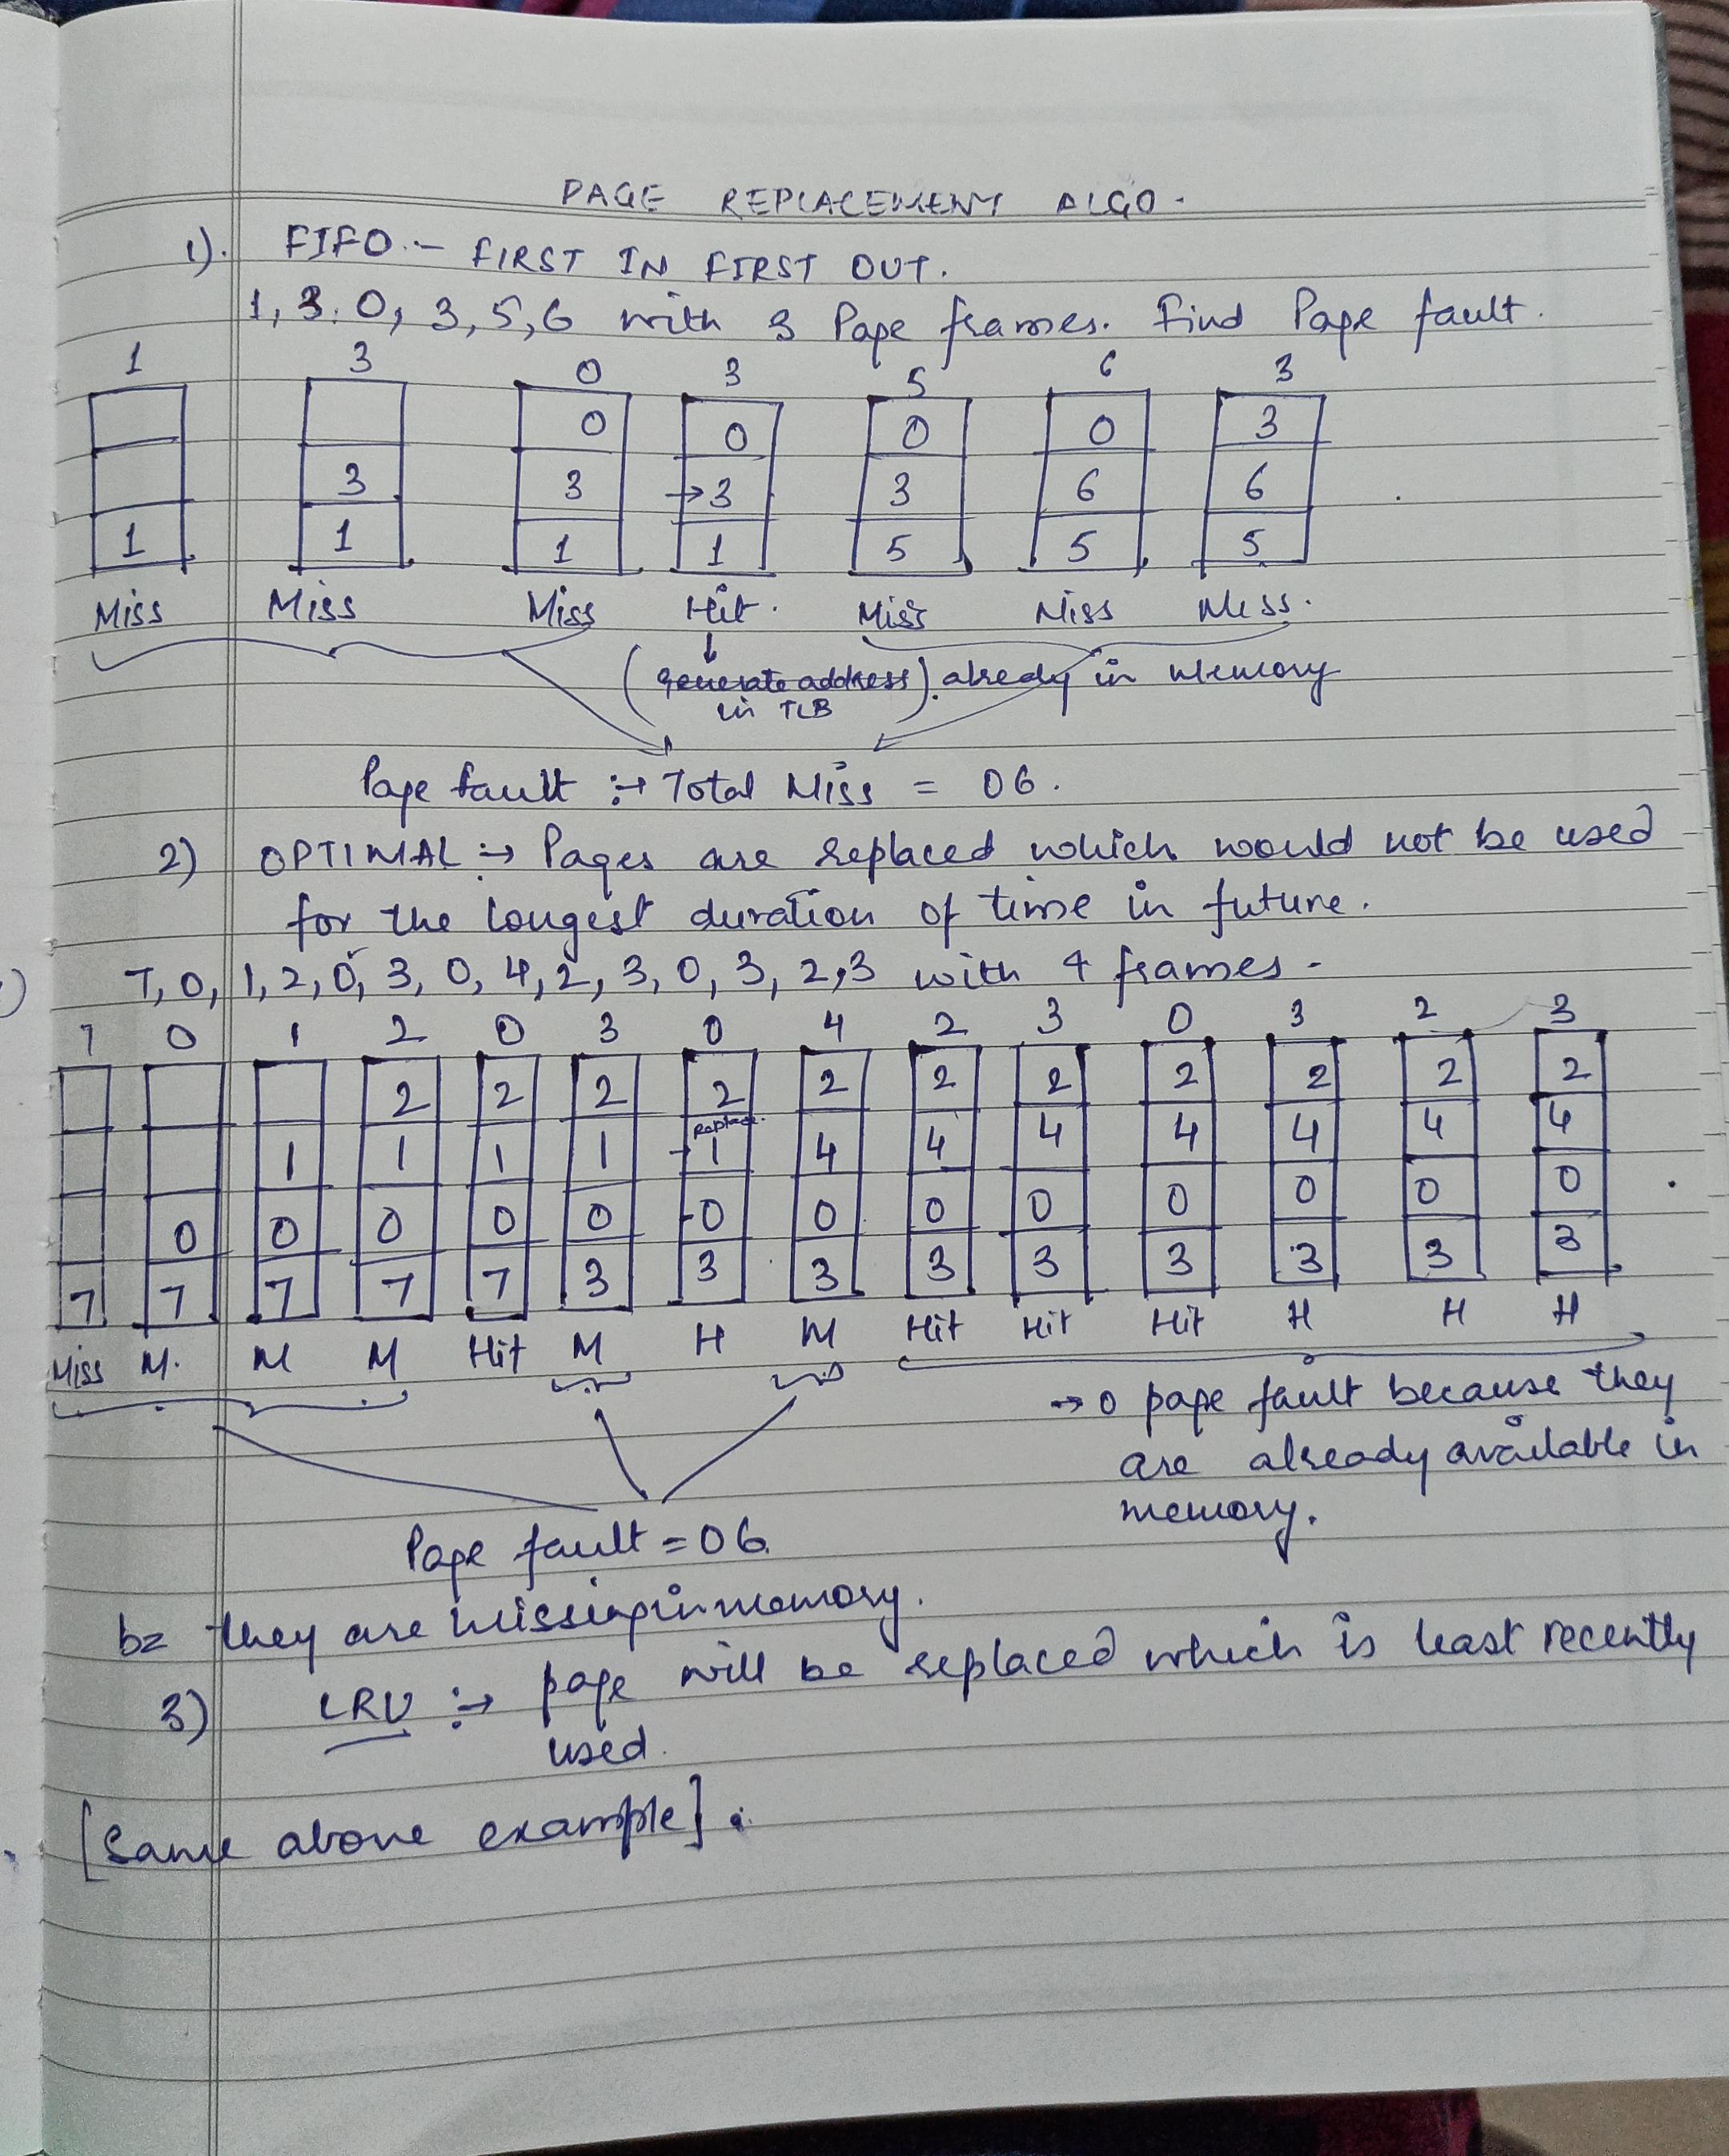 PAGE REPLACEMENT ALGO.
1). FIFO :- FIRST IN FIRST OUT.
1, 3, 0, 3, 5, 6 with 3 Page frames. Find Page fault.
1 3 0 3 5 6 3
0 0 0 0 3
3 3 →3 3 6 6
1 1 1 1 5 5 5
Miss Miss Miss Hit. Miss Miss Miss.
(generate address). already in memory
in TLB
Page fault :→ Total Miss = 06.
2) OPTIMAL :→ Pages are replaced which would not be used
for the longest duration of time in future.
7, 0, 1, 2, 0, 3, 0, 4, 2, 3, 0, 3, 2, 3 with 4 frames -
7 0 1 2 0 3 0 4 2 3 0 3 2 3
2 2 2 2 2 2 2 2 2 2 2
Replace.
1 1 1 1 1 4 4 4 4 4 4 4
0 0 0 0 0 0 0 0 0 0 0 0 0
7 7 7 7 7 3 3 3 3 3 3 3 3 3
Miss M. M M Hit M H M Hit Hit Hit H H H
→ 0 page fault because they
are already available in
memory.
Page fault = 06.
bz they are missing in memory.
3) LRU :→ page will be replaced which is least recently
used.
[Same above example].